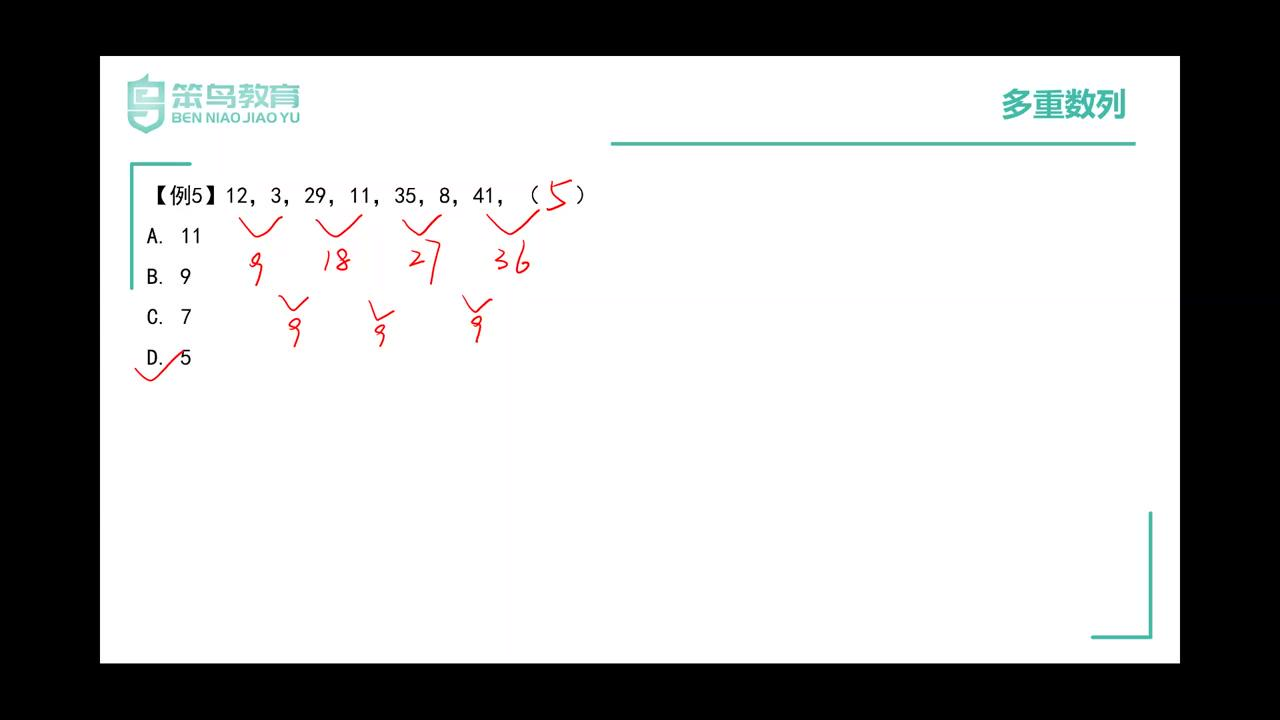 笨鸟教育
BEN NIAO JIAO YU
多重数列
【例5】12，3，29，11，35，8，41，（5）
A. 11
B. 9
C. 7
D. 5
9 18 27 36
9 9 9